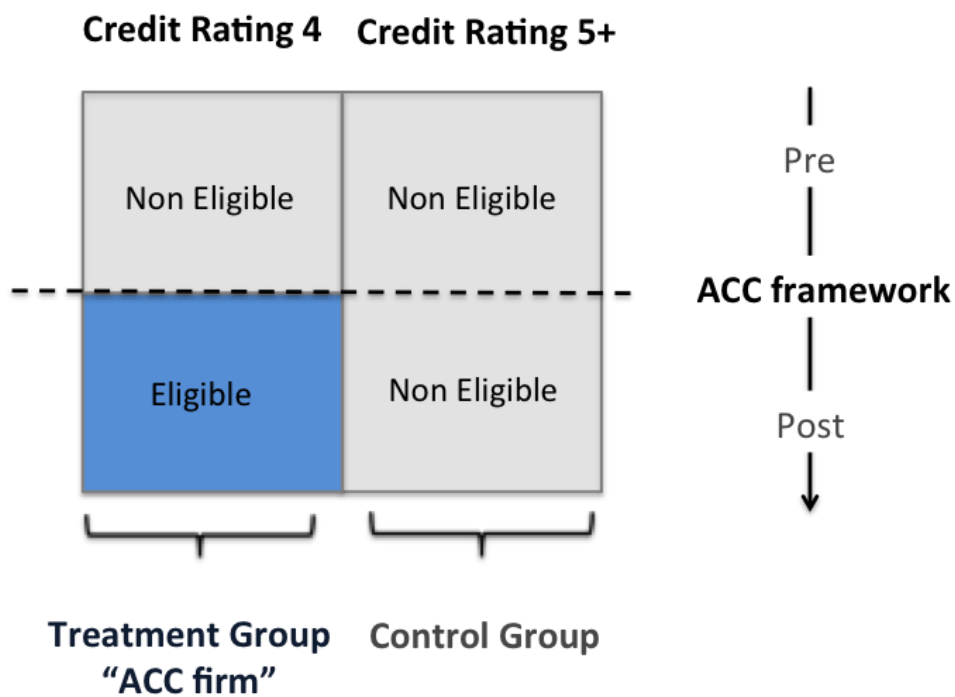 Credit Rating 4
Credit Rating 5+
Non Eligible
Non Eligible
Pre
ACC framework
Eligible
Non Eligible
Post
Treatment Group
“ACC firm”
Control Group